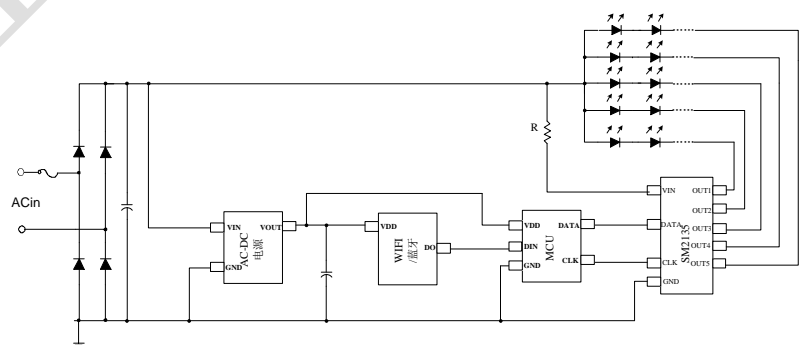 R
ACin
VIN
VOUT
GND
AC-DC
电源
VDD
DO
WIFI
/蓝牙
VDD
DIN
GND
DATA
CLK
MCU
VIN
DATA
CLK
GND
OUT1
OUT2
OUT3
OUT4
OUT5
SM2135